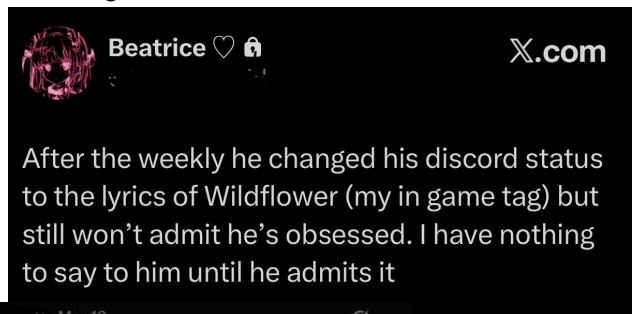 Beatrice ♡ 🔒
X.com
After the weekly he changed his discord status
to the lyrics of Wildflower (my in game tag) but
still won’t admit he’s obsessed. I have nothing
to say to him until he admits it